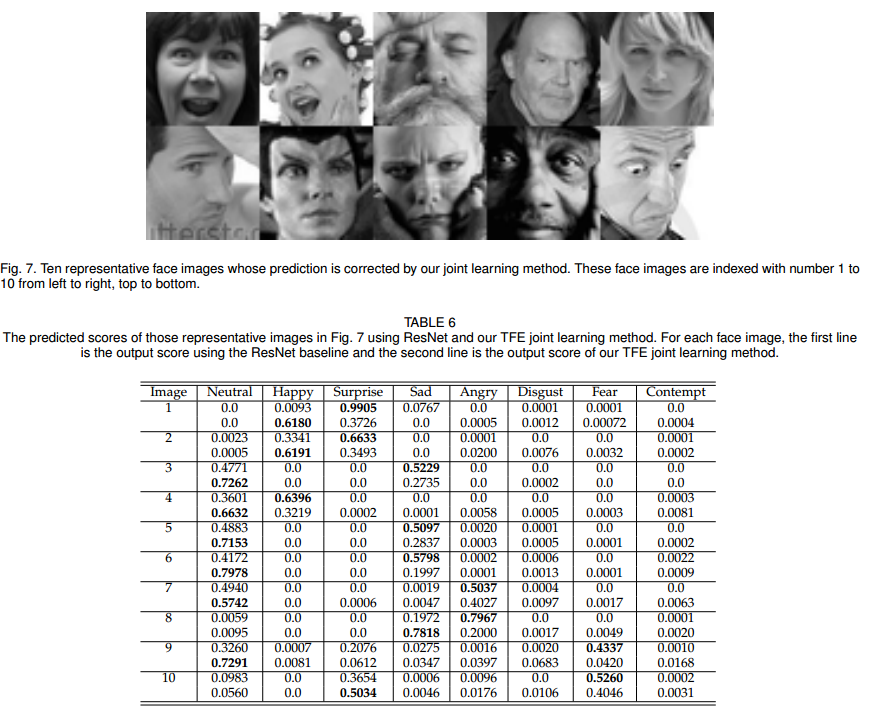 utterst
Fig. 7. Ten representative face images whose prediction is corrected by our joint learning method. These face images are indexed with number 1 to
10 from left to right, top to bottom.
TABLE 6
The predicted scores of those representative images in Fig. 7 using ResNet and our TFE joint learning method. For each face image, the first line
is the output score using the ResNet baseline and the second line is the output score of our TFE joint learning method.
Image Neutral Happy Surprise Sad Angry Disgust Fear Contempt
1 0.0 0.0093 0.9905 0.0767 0.0 0.0001 0.0001 0.0
0.0 0.6180 0.3726 0.0 0.0005 0.0012 0.00072 0.0004
2 0.0023 0.3341 0.6633 0.0 0.0001 0.0 0.0 0.0001
0.0005 0.6191 0.3493 0.0 0.0200 0.0076 0.0032 0.0002
3 0.4771 0.0 0.0 0.5229 0.0 0.0 0.0 0.0
0.7262 0.0 0.0 0.2735 0.0 0.0002 0.0 0.0
4 0.3601 0.6396 0.0 0.0 0.0 0.0 0.0 0.0003
0.6632 0.3219 0.0002 0.0001 0.0058 0.0005 0.0003 0.0081
5 0.4883 0.0 0.0 0.5097 0.0020 0.0001 0.0 0.0
0.7153 0.0 0.0 0.2837 0.0003 0.0005 0.0001 0.0002
6 0.4172 0.0 0.0 0.5798 0.0002 0.0006 0.0 0.0022
0.7978 0.0 0.0 0.1997 0.0001 0.0013 0.0001 0.0009
7 0.4940 0.0 0.0 0.0019 0.5037 0.0004 0.0 0.0
0.5742 0.0 0.0006 0.0047 0.4027 0.0097 0.0017 0.0063
8 0.0059 0.0 0.0 0.1972 0.7967 0.0 0.0 0.0001
0.0095 0.0 0.0 0.7818 0.2000 0.0017 0.0049 0.0020
9 0.3260 0.0007 0.2076 0.0275 0.0016 0.0020 0.4337 0.0010
0.7291 0.0081 0.0612 0.0347 0.0397 0.0683 0.0420 0.0168
10 0.0983 0.0 0.3654 0.0006 0.0096 0.0 0.5260 0.0002
0.0560 0.0 0.5034 0.0046 0.0176 0.0106 0.4046 0.0031